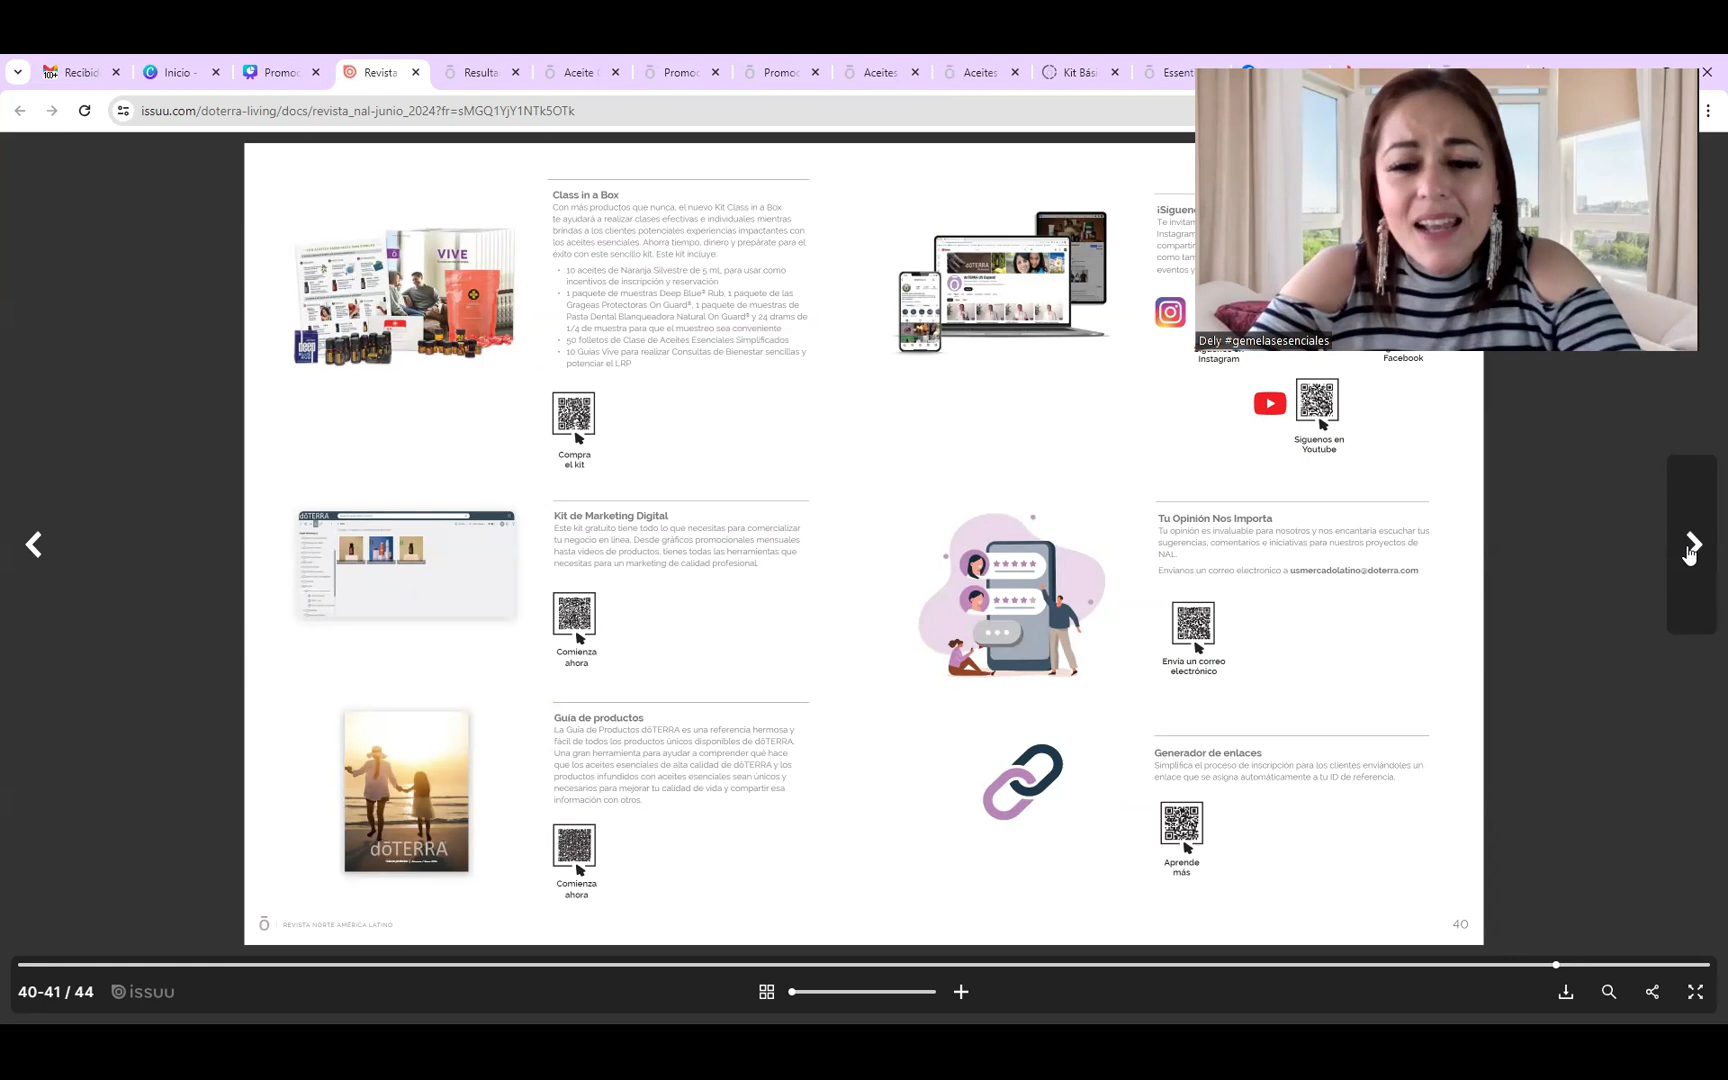 Recibid
Inicio -
Promoc
Revista
Resulta
Aceite
Promoc
Promoc
Aceites
Aceites
Kit Bási
Essent
issuu.com/doterra-living/docs/revista_nal-junio_2024?fr=sMGQ1YjY1NTk5OTk
Class in a Box
Con más productos que nunca, el nuevo Kit Class in a Box
te ayudará a realizar clases efectivas e individuales mientras
brindas a los clientes potenciales experiencias impactantes con
los aceites esenciales. Ahorra tiempo, dinero y prepárate para el
éxito con este sencillo kit. Este kit incluye:
• 10 aceites de Naranja Silvestre de 5 ml, para usar como
incentivos de inscripción y reservación
• 1 paquete de muestras Deep Blue® Rub, 1 paquete de las
Grageas Protectoras On Guard®, 1 paquete de muestras de
Pasta Dental Blanqueadora Natural On Guard® y 24 drams de
1/4 de muestra para que el muestreo sea conveniente
• 50 folletos de Clase de Aceites Esenciales Simplificados
• 10 Guías Vive para realizar Consultas de Bienestar sencillas y
potenciar el LRP
VIVE
Compra
el kit
Kit de Marketing Digital
Este kit gratuito tiene todo lo que necesitas para comercializar
tu negocio en línea. Desde gráficos promocionales mensuales
hasta videos de productos, tienes todas las herramientas que
necesitas para un marketing de calidad profesional.
Comienza
ahora
Guía de productos
La Guía de Productos dōTERRA es una referencia hermosa y
fácil de todos los productos únicos disponibles de dōTERRA.
Una gran herramienta para ayudar a comprender qué hace
que los aceites esenciales de alta calidad de dōTERRA y los
productos infundidos con aceites esenciales sean únicos y
necesarios para mejorar tu calidad de vida y compartir esa
información con otros.
dōTERRA
Comienza
ahora
REVISTA NORTE AMÉRICA LATINO
¡Síguen
Te invitam
Instagram
compartir
como tam
eventos y
Dely #gemelasesenciales
Instagram
Facebook
Síguenos en
Youtube
Tu Opinión Nos Importa
Tu opinión es invaluable para nosotros y nos encantaría escuchar tus
sugerencias, comentarios e iniciativas para nuestros proyectos de
NAL.
Envíanos un correo electronico a usmercadolatino@doterra.com
Envía un correo
electrónico
Generador de enlaces
Simplifica el proceso de inscripción para los clientes enviándoles un
enlace que se asigna automáticamente a tu ID de referencia.
Aprende
más
40
40-41 / 44
issuu